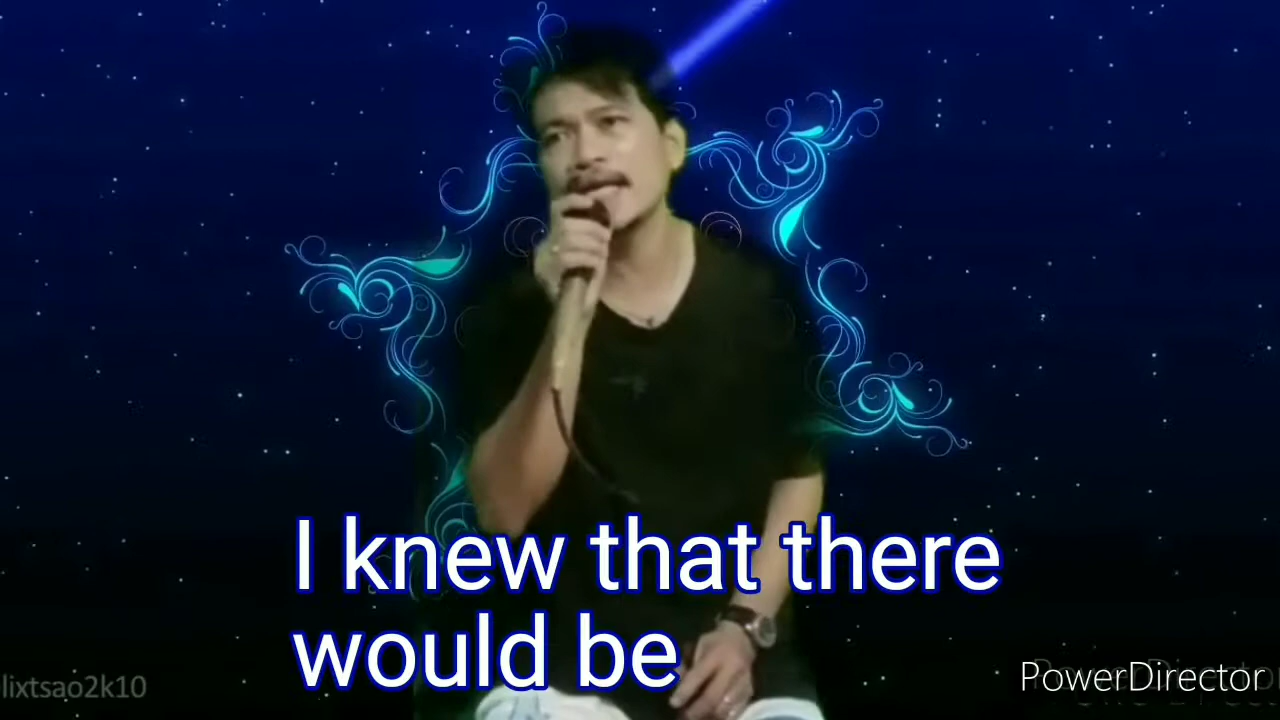 I knew that there
would be
lixtsao2k10
PowerDirector